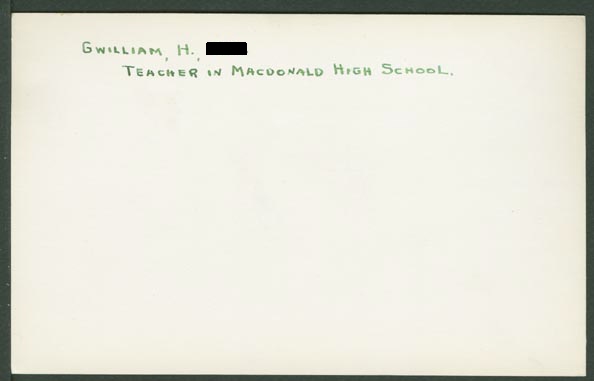 GWILLIAM, H.,
TEACHER IN MACDONALD HIGH SCHOOL.